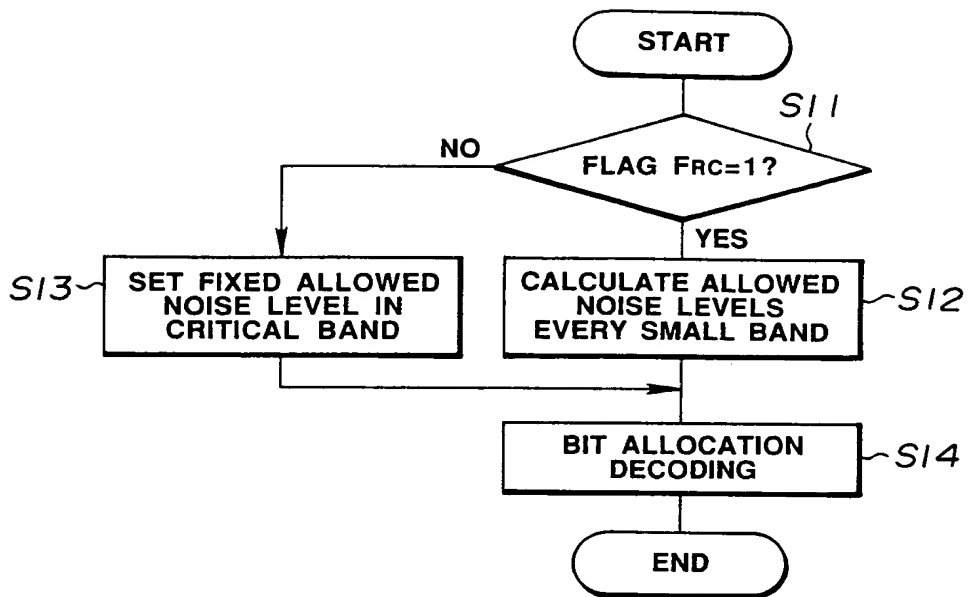 START
S11
NO
FLAG FRC=1?
YES
S13
SET FIXED ALLOWED
NOISE LEVEL IN
CRITICAL BAND
CALCULATE ALLOWED
NOISE LEVELS
EVERY SMALL BAND
S12
BIT ALLOCATION
DECODING
S14
END